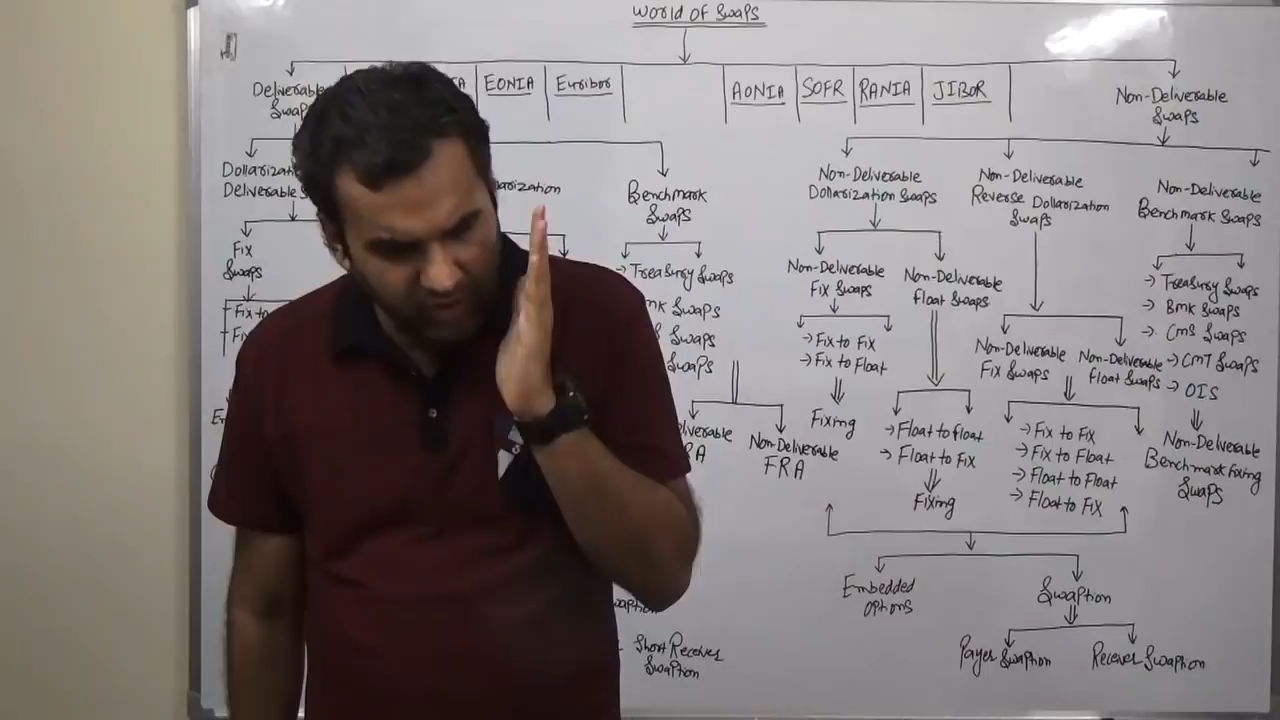 World of Swaps
Deliverable
Swaps
EONIA
Euribor
AONIA
SOFR
RANIA
JIBOR
Non-Deliverable
Swaps
Benchmark
Swaps
→ Treasury Swaps
Swaps
Swaps
Swaps
Fix
Swaps
Non-Deliverable
FRA
Non-Deliverable
Dollarization Swaps
Non-Deliverable
Fix Swaps
→ Fix to Fix
→ Fix to Float
Fixing
Non-Deliverable
Float Swaps
→ Float to float
→ Float to Fix
Fixing
Non-Deliverable
Reverse Dollarization
Swaps
Non-Deliverable
Fix Swaps
Non-Deliverable
Float Swaps
→ Fix to Fix
→ Fix to Float
→ Float to Float
→ Float to Fix
Non-Deliverable
Benchmark Swaps
→ Treasury Swaps
→ Bmk Swaps
→ CMS Swaps
→ CMT Swaps
→ OIS
Non-Deliverable
Benchmark Fixing
Swaps
Embedded
options
Swaption
Payer Swaption
Receiver Swaption
Short Receiver
Swaption